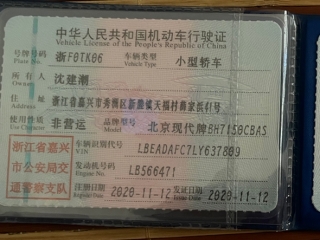 中华人民共和国机动车行驶证
Vehicle License of the People's Republic of China
号牌号码 浙F0TK06 车辆类型 小型轿车
Plate No. Vehicle Type
所有人 沈建潮
Owner
住址 浙江省嘉兴市秀洲区新塍镇天福村薛家浜41号
Address
使用性质 非营运 品牌型号 北京现代牌BH7150CBAS
Use Character Model
浙江省嘉兴市公安局交通警察支队
车辆识别代号 LBEADAFC7LY637809
VIN
发动机号码 LB566471
Engine No.
注册日期 2020-11-12 发证日期 2020-11-12
Register Date Issue Date